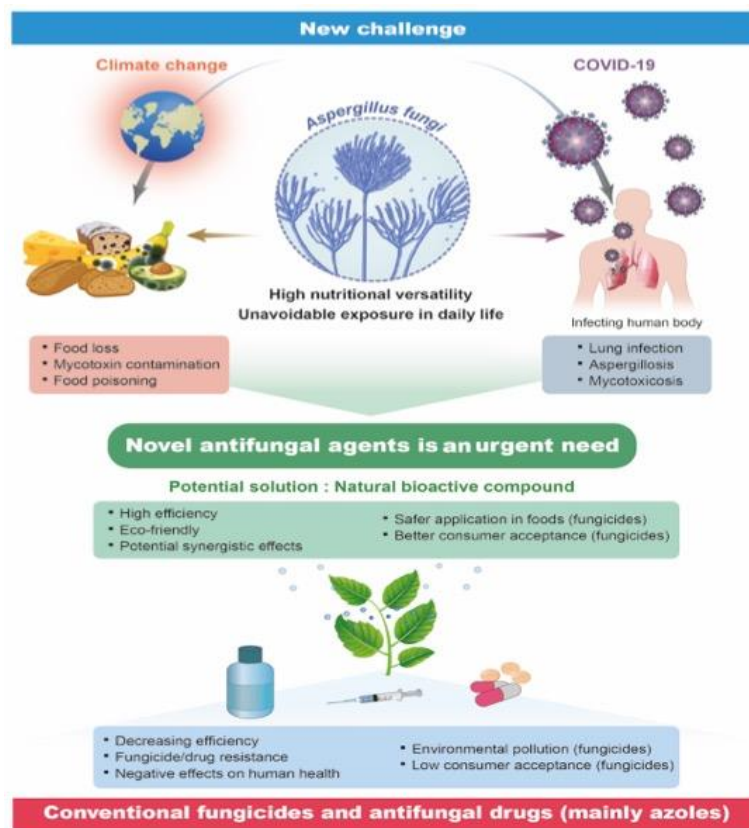 New challenge
Climate change
COVID-19
Aspergillus fungi
High nutritional versatility
Unavoidable exposure in daily life
Infecting human body
• Food loss
• Mycotoxin contamination
• Food poisoning
• Lung infection
• Aspergillosis
• Mycotoxicosis
Novel antifungal agents is an urgent need
Potential solution : Natural bioactive compound
• High efficiency
• Eco-friendly
• Potential synergistic effects
• Safer application in foods (fungicides)
• Better consumer acceptance (fungicides)
• Decreasing efficiency
• Fungicide/drug resistance
• Negative effects on human health
• Environmental pollution (fungicides)
• Low consumer acceptance (fungicides)
Conventional fungicides and antifungal drugs (mainly azoles)